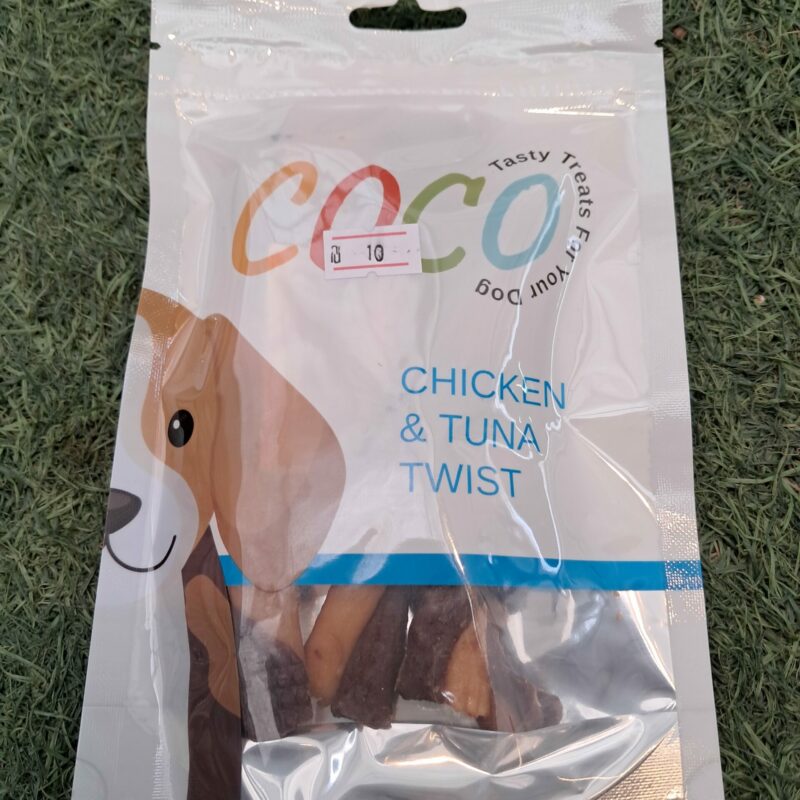 COCO
Tasty Treats For Your Dog
₪ 10
CHICKEN
& TUNA
TWIST